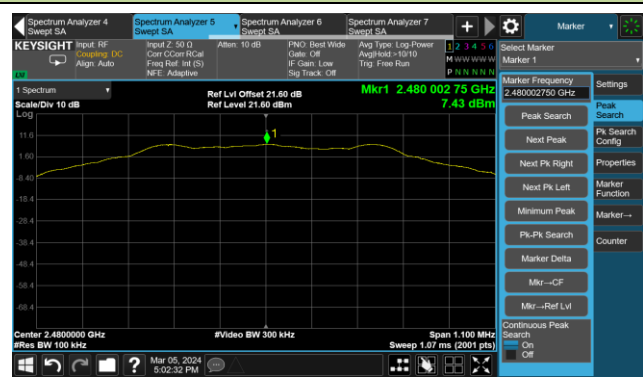 Spectrum Analyzer 4
Swept SA
Spectrum Analyzer 5
Swept SA
Spectrum Analyzer 6
Swept SA
Spectrum Analyzer 7
Swept SA
+
Marker
KEYSIGHT
Input: RF
Coupling: DC
Align: Auto
Input Z: 50 Ω
Corr CCorr RCal
Freq Ref: Int (S)
NFE: Adaptive
Atten: 10 dB
PNO: Best Wide
Gate: Off
IF Gain: Low
Sig Track: Off
Avg Type: Log-Power
Avg|Hold:>10/10
Trig: Free Run
1 2 3 4 5 6
M W W W W W
P N N N N N
Select Marker
Marker 1
1 Spectrum
Scale/Div 10 dB
Log
Ref Lvl Offset 21.60 dB
Ref Level 21.60 dBm
Mkr1 2.480 002 75 GHz
7.43 dBm
1
11.6
1.60
-8.40
-18.4
-28.4
-38.4
-48.4
-58.4
-68.4
Center 2.4800000 GHz
#Res BW 100 kHz
#Video BW 300 kHz
Span 1.100 MHz
Sweep 1.07 ms (2001 pts)
Marker Frequency
2.480002750 GHz
Peak Search
Next Peak
Next Pk Right
Next Pk Left
Minimum Peak
Pk-Pk Search
Marker Delta
Mkr→CF
Mkr→Ref Lvl
Continuous Peak
Search
On
Off
Settings
Peak
Search
Pk Search
Config
Properties
Marker
Function
Marker→
Counter
?
Mar 05, 2024
5:02:32 PM